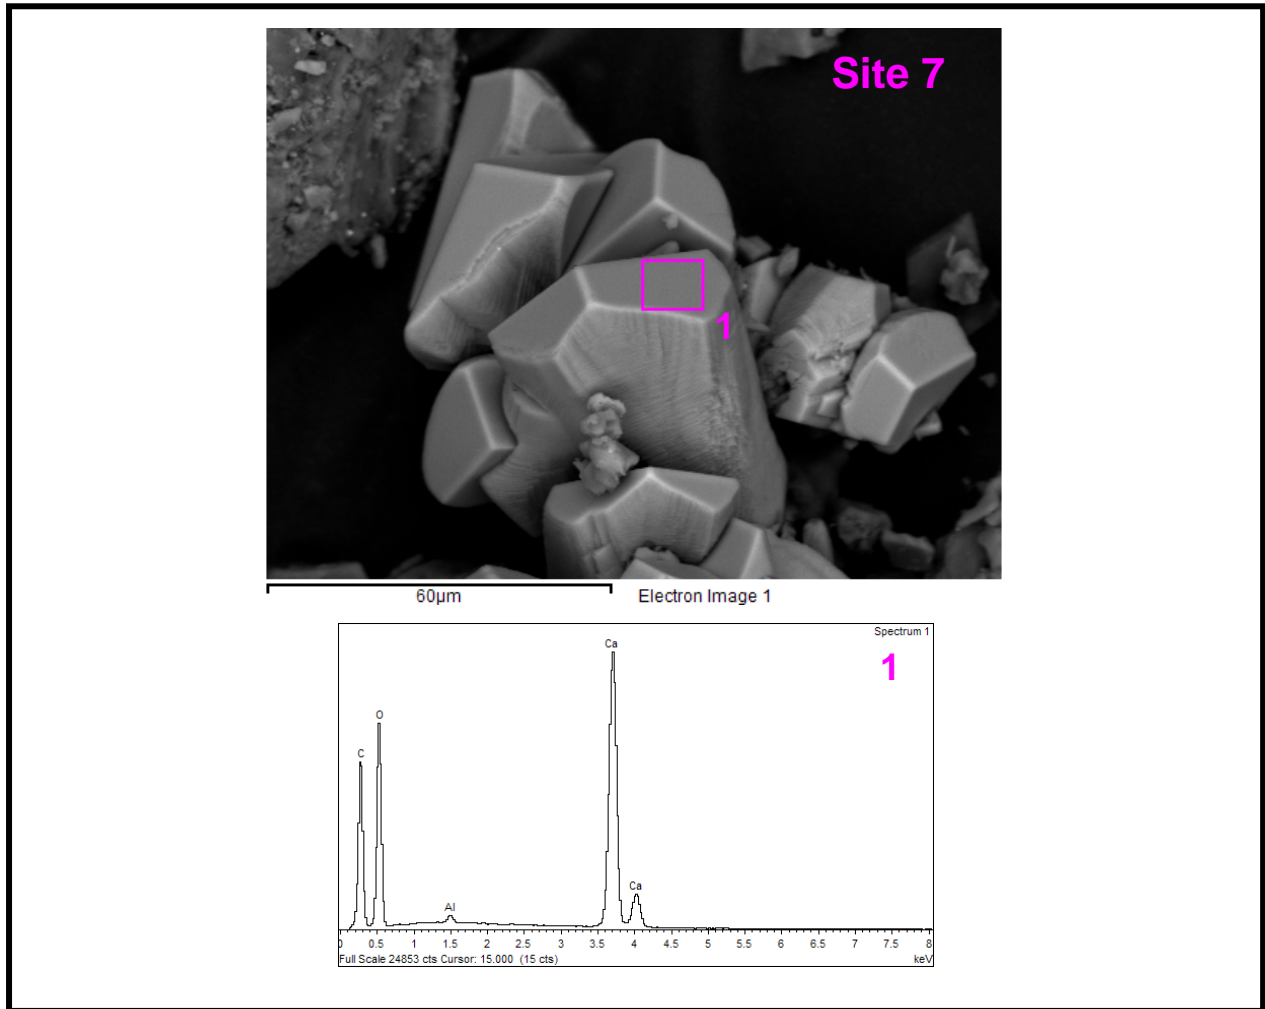 Site 7
1
60µm Electron Image 1
Spectrum 1
1
Ca
O
C
Al
Ca
0 0.5 1 1.5 2 2.5 3 3.5 4 4.5 5 5.5 6 6.5 7 7.5 8
Full Scale 24853 cts Cursor: 15.000 (15 cts) keV